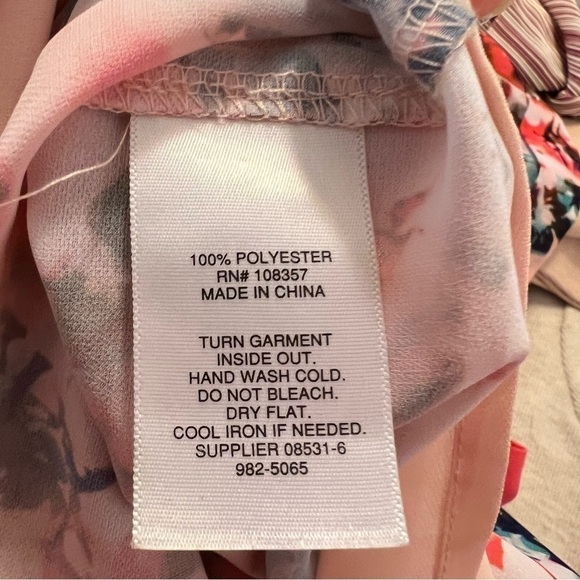 100% POLYESTER
RN# 108357
MADE IN CHINA
TURN GARMENT
INSIDE OUT.
HAND WASH COLD.
DO NOT BLEACH.
DRY FLAT.
COOL IRON IF NEEDED.
SUPPLIER 08531-6
982-5065